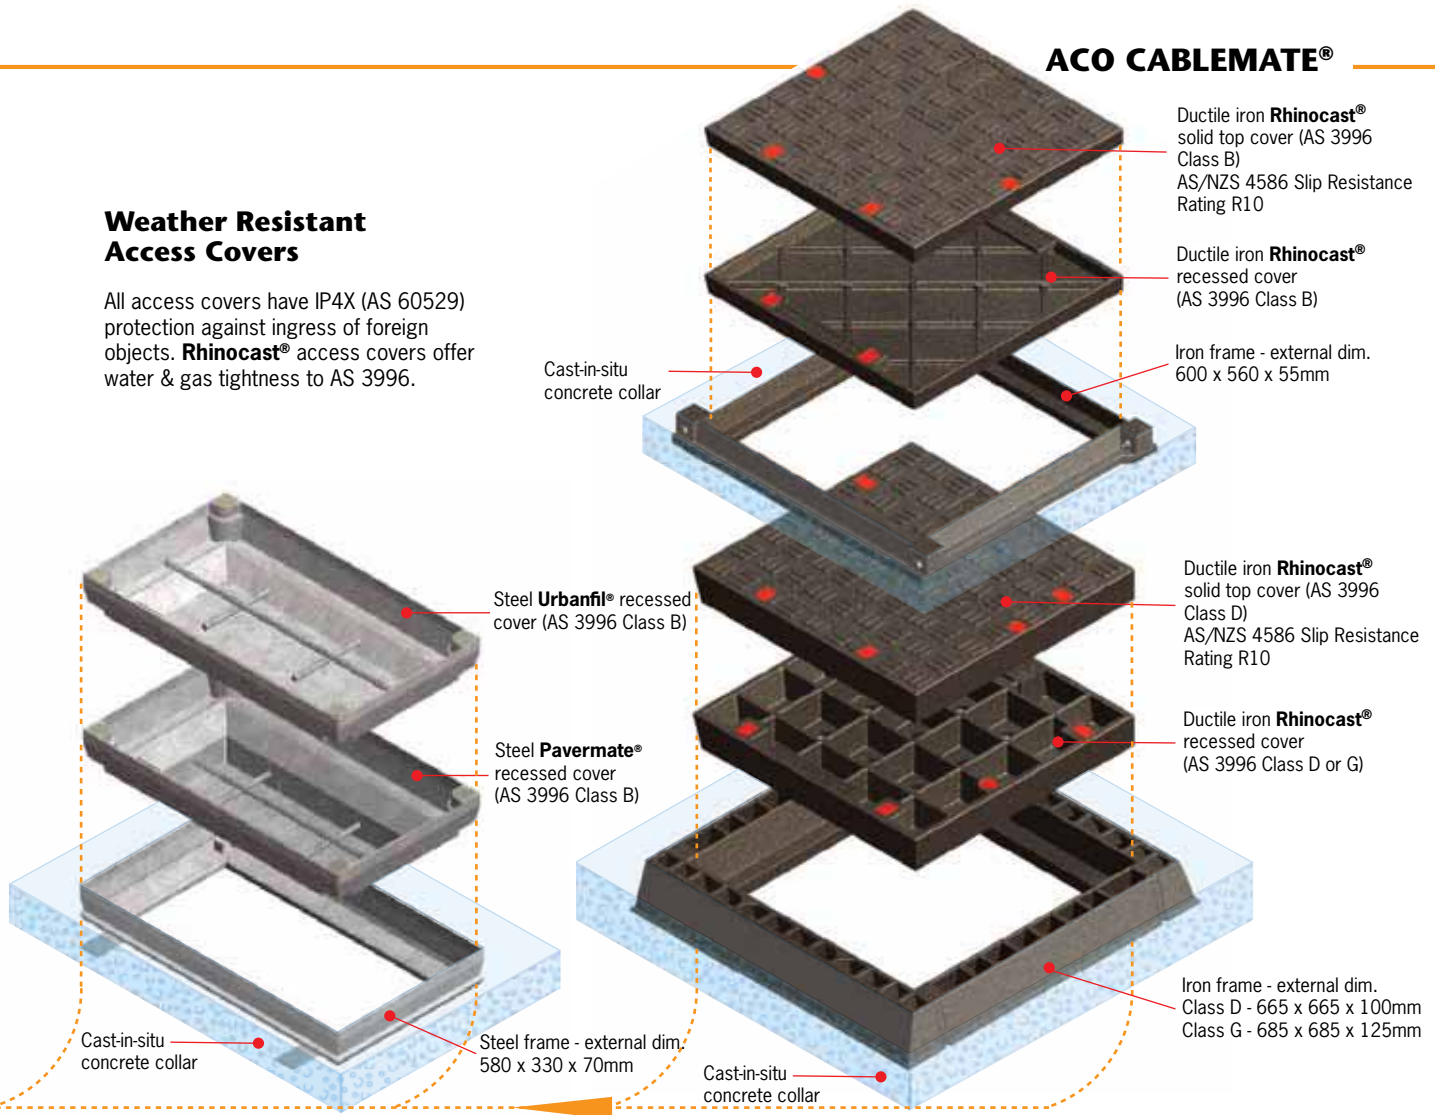 ACO CABLEMATE®
Weather Resistant
Access Covers
All access covers have IP4X (AS 60529)
protection against ingress of foreign
objects. Rhinocast® access covers offer
water & gas tightness to AS 3996.
Ductile iron Rhinocast®
solid top cover (AS 3996
Class B)
AS/NZS 4586 Slip Resistance
Rating R10
Ductile iron Rhinocast®
recessed cover
(AS 3996 Class B)
Cast-in-situ
concrete collar
Iron frame - external dim.
600 x 560 x 55mm
Steel Urbanfil® recessed
cover (AS 3996 Class B)
Ductile iron Rhinocast®
solid top cover (AS 3996
Class D)
AS/NZS 4586 Slip Resistance
Rating R10
Steel Pavermate®
recessed cover
(AS 3996 Class B)
Ductile iron Rhinocast®
recessed cover
(AS 3996 Class D or G)
Cast-in-situ
concrete collar
Steel frame - external dim.
580 x 330 x 70mm
Iron frame - external dim.
Class D - 665 x 665 x 100mm
Class G - 685 x 685 x 125mm
Cast-in-situ
concrete collar